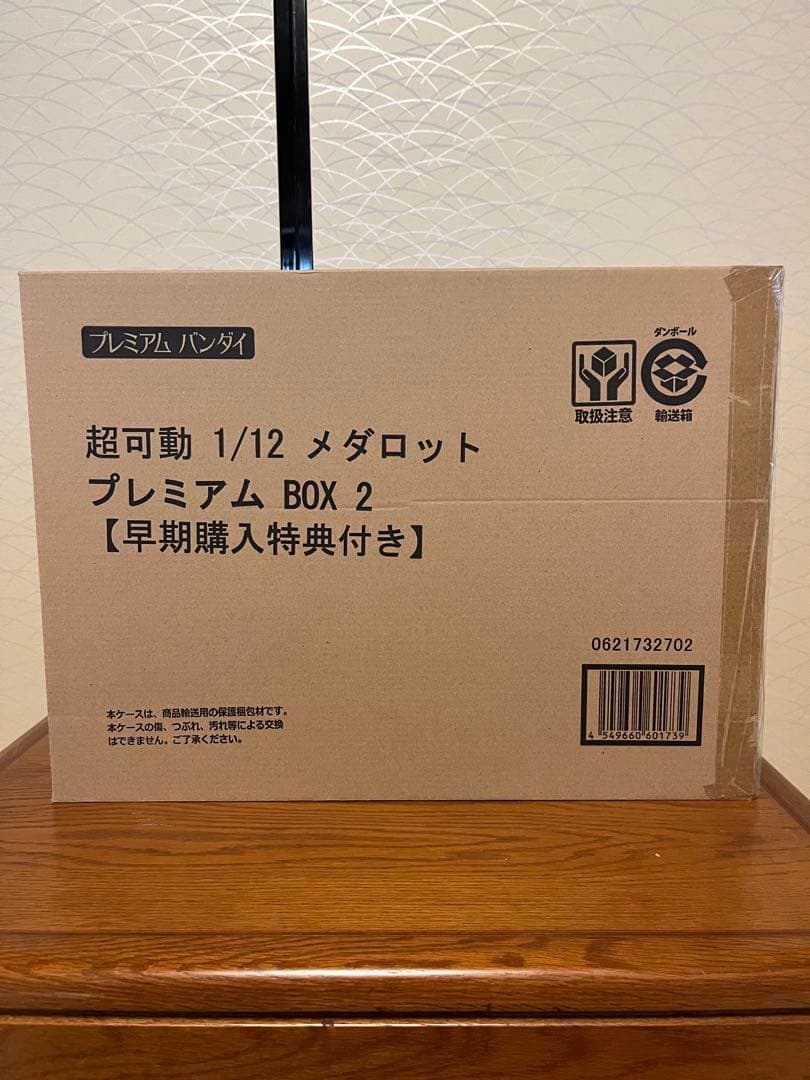 プレミアム バンダイ
ダンボール
取扱注意
輸送箱
超可動 1/12 メダロット
プレミアム BOX 2
【早期購入特典付き】
0621732702
本ケースは、商品輸送用の保護梱包材です。
本ケースの傷、つぶれ、汚れ等による交換
はできません。ご了承ください。
4 549660 601739